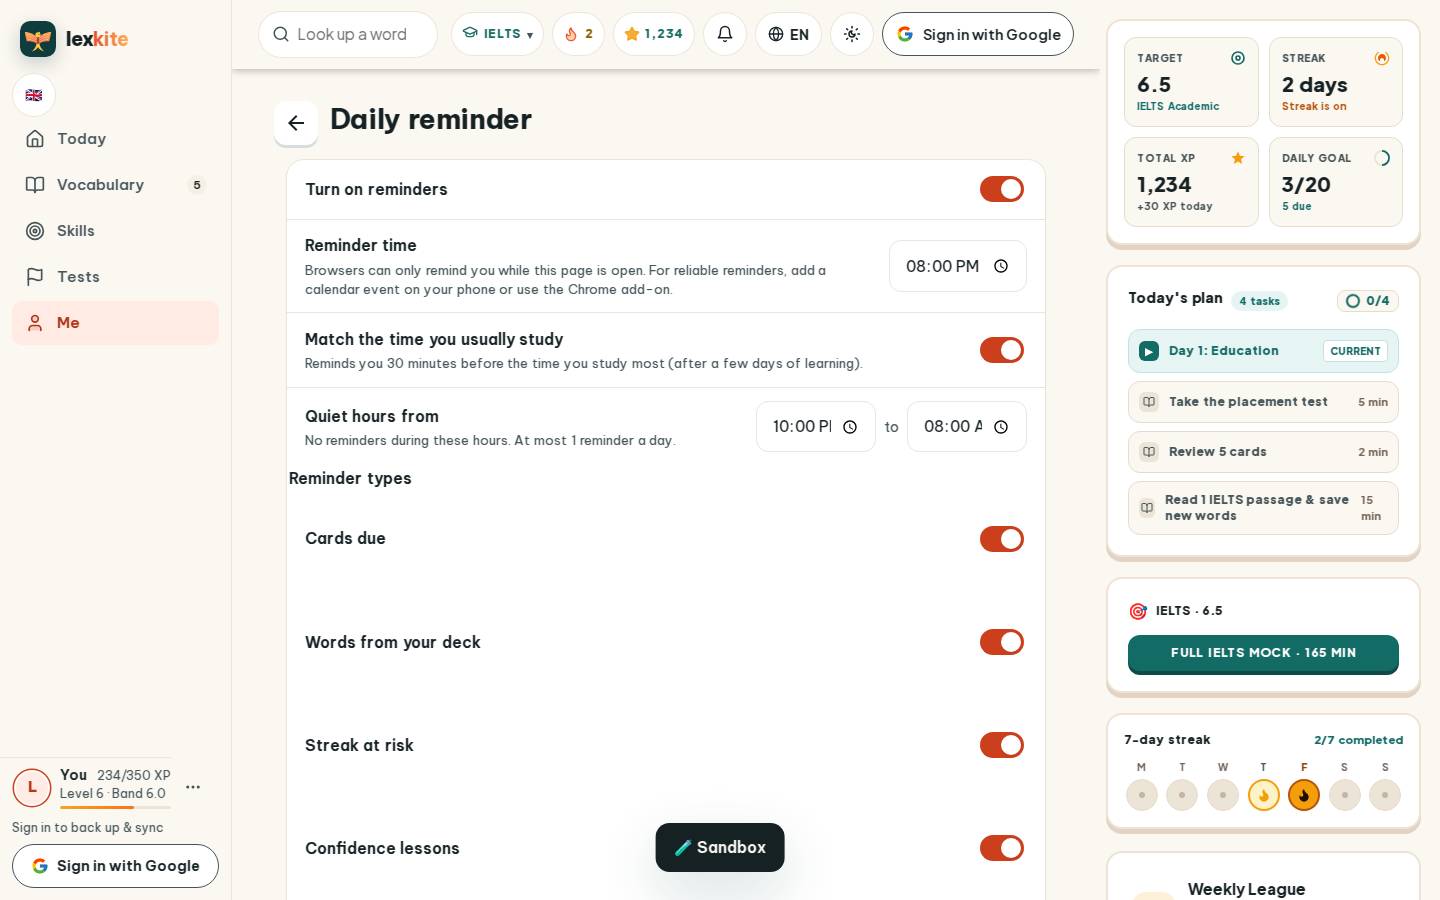 lexkite
Today
Vocabulary 5
Skills
Tests
Me
L
You 234/350 XP
Level 6 · Band 6.0
Sign in to back up & sync
Sign in with Google
Look up a word
IELTS ▾
2
1,234
EN
Sign in with Google
Daily reminder
Turn on reminders
Reminder time
Browsers can only remind you while this page is open. For reliable reminders, add a
calendar event on your phone or use the Chrome add-on.
08:00 PM
Match the time you usually study
Reminds you 30 minutes before the time you study most (after a few days of learning).
Quiet hours from
No reminders during these hours. At most 1 reminder a day.
10:00 P
to
08:00 A
Reminder types
Cards due
Words from your deck
Streak at risk
Confidence lessons
Sandbox
TARGET
6.5
IELTS Academic
STREAK
2 days
Streak is on
TOTAL XP
1,234
+30 XP today
DAILY GOAL
3/20
5 due
Today's plan 4 tasks 0/4
Day 1: Education CURRENT
Take the placement test 5 min
Review 5 cards 2 min
Read 1 IELTS passage & save 15
new words min
IELTS · 6.5
FULL IELTS MOCK · 165 MIN
7-day streak 2/7 completed
M T W T F S S
Weekly League